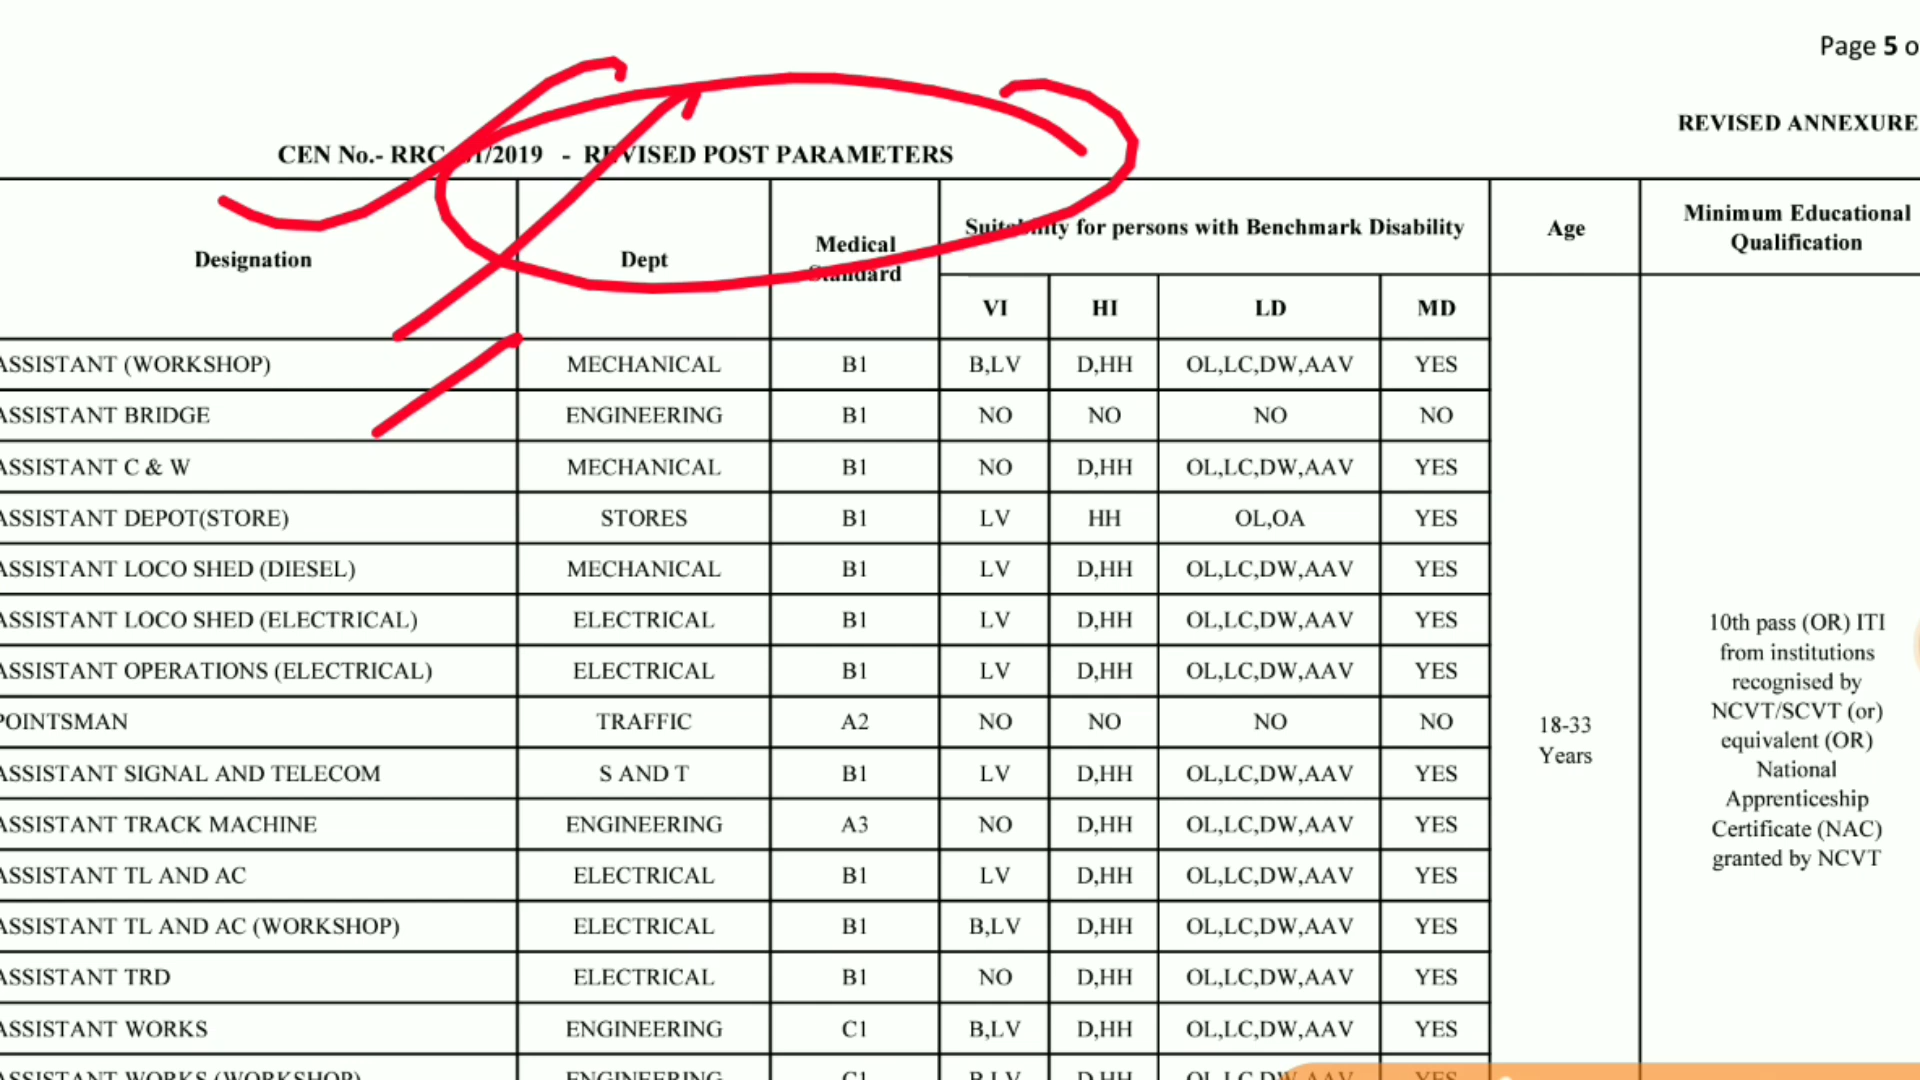 Page 5 o
REVISED ANNEXURE
CEN No.- RRC 01/2019 - REVISED POST PARAMETERS
Designation Dept Medical Standard Suitability for persons with Benchmark Disability Age Minimum Educational Qualification
VI HI LD MD
ASSISTANT (WORKSHOP) MECHANICAL B1 B,LV D,HH OL,LC,DW,AAV YES
ASSISTANT BRIDGE ENGINEERING B1 NO NO NO NO
ASSISTANT C & W MECHANICAL B1 NO D,HH OL,LC,DW,AAV YES
ASSISTANT DEPOT(STORE) STORES B1 LV HH OL,OA YES
ASSISTANT LOCO SHED (DIESEL) MECHANICAL B1 LV D,HH OL,LC,DW,AAV YES
ASSISTANT LOCO SHED (ELECTRICAL) ELECTRICAL B1 LV D,HH OL,LC,DW,AAV YES
ASSISTANT OPERATIONS (ELECTRICAL) ELECTRICAL B1 LV D,HH OL,LC,DW,AAV YES
POINTSMAN TRAFFIC A2 NO NO NO NO
ASSISTANT SIGNAL AND TELECOM S AND T B1 LV D,HH OL,LC,DW,AAV YES
ASSISTANT TRACK MACHINE ENGINEERING A3 NO D,HH OL,LC,DW,AAV YES
ASSISTANT TL AND AC ELECTRICAL B1 LV D,HH OL,LC,DW,AAV YES
ASSISTANT TL AND AC (WORKSHOP) ELECTRICAL B1 B,LV D,HH OL,LC,DW,AAV YES
ASSISTANT TRD ELECTRICAL B1 NO D,HH OL,LC,DW,AAV YES
ASSISTANT WORKS ENGINEERING C1 B,LV D,HH OL,LC,DW,AAV YES
ASSISTANT WORKS (WORKSHOP) ENGINEERING C1 B,LV D,HH OL,LC,DW,AAV YES
18-33
Years
10th pass (OR) ITI
from institutions
recognised by
NCVT/SCVT (or)
equivalent (OR)
National
Apprenticeship
Certificate (NAC)
granted by NCVT